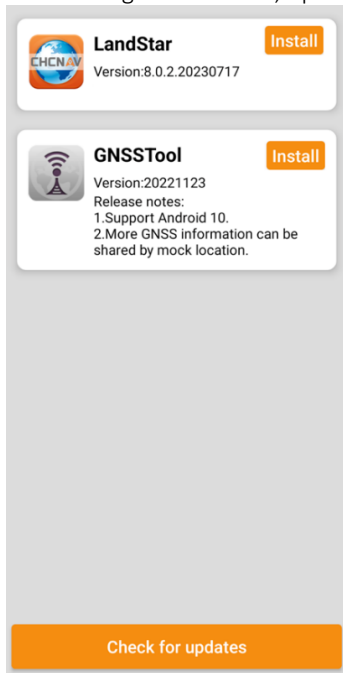 LandStar
Install
CHCNAV
Version:8.0.2.20230717
GNSSTool
Install
Version:20221123
Release notes:
1.Support Android 10.
2.More GNSS information can be
shared by mock location.
Check for updates